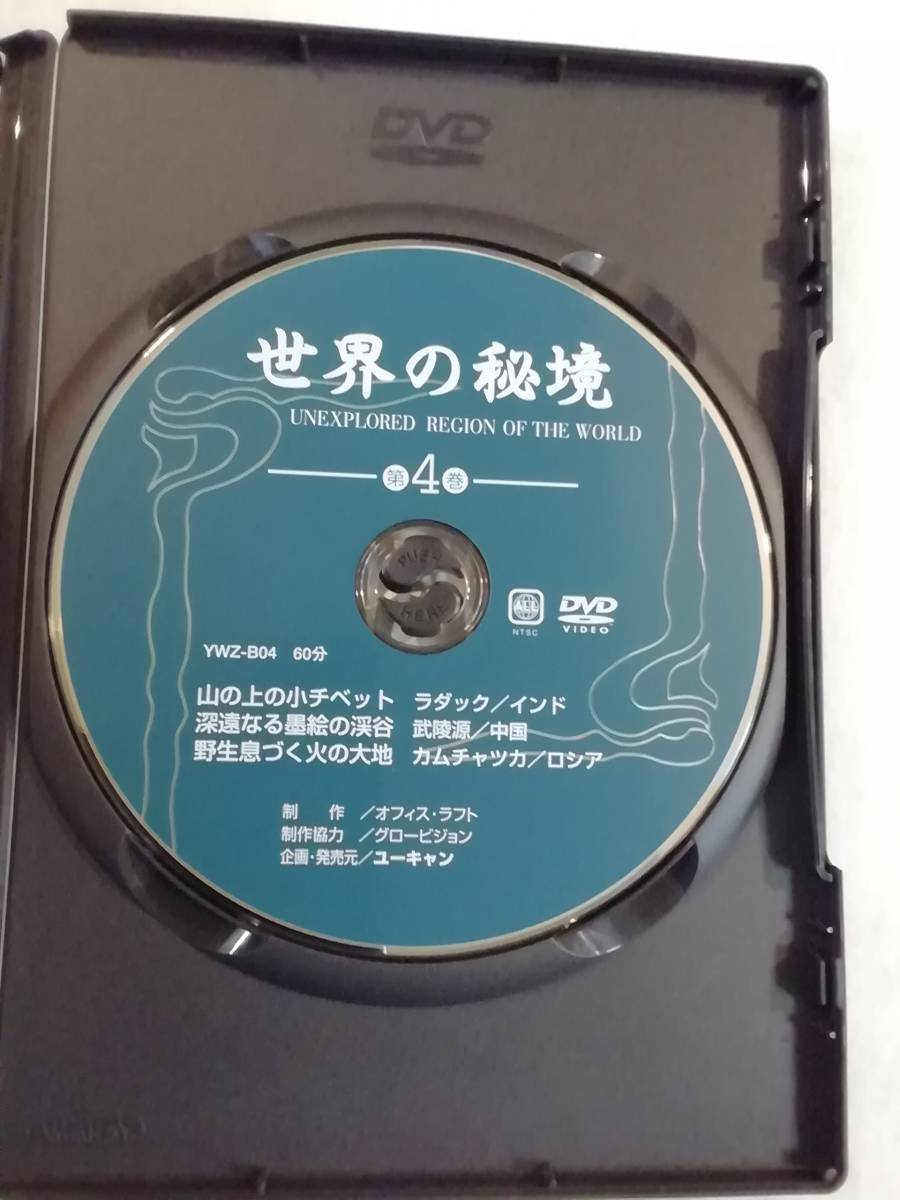 DVD
世界の秘境
UNEXPLORED REGION OF THE WORLD
第4巻
PUSH
HERE
ALL
NTSC
DVD
VIDEO
YWZ-B04 60分
山の上の小チベット ラダック／インド
深遠なる墨絵の渓谷 武陵源／中国
野生息づく火の大地 カムチャツカ／ロシア
制 作 ／オフィス・ラフト
制作協力 ／グロービジョン
企画・発売元／ユーキャン